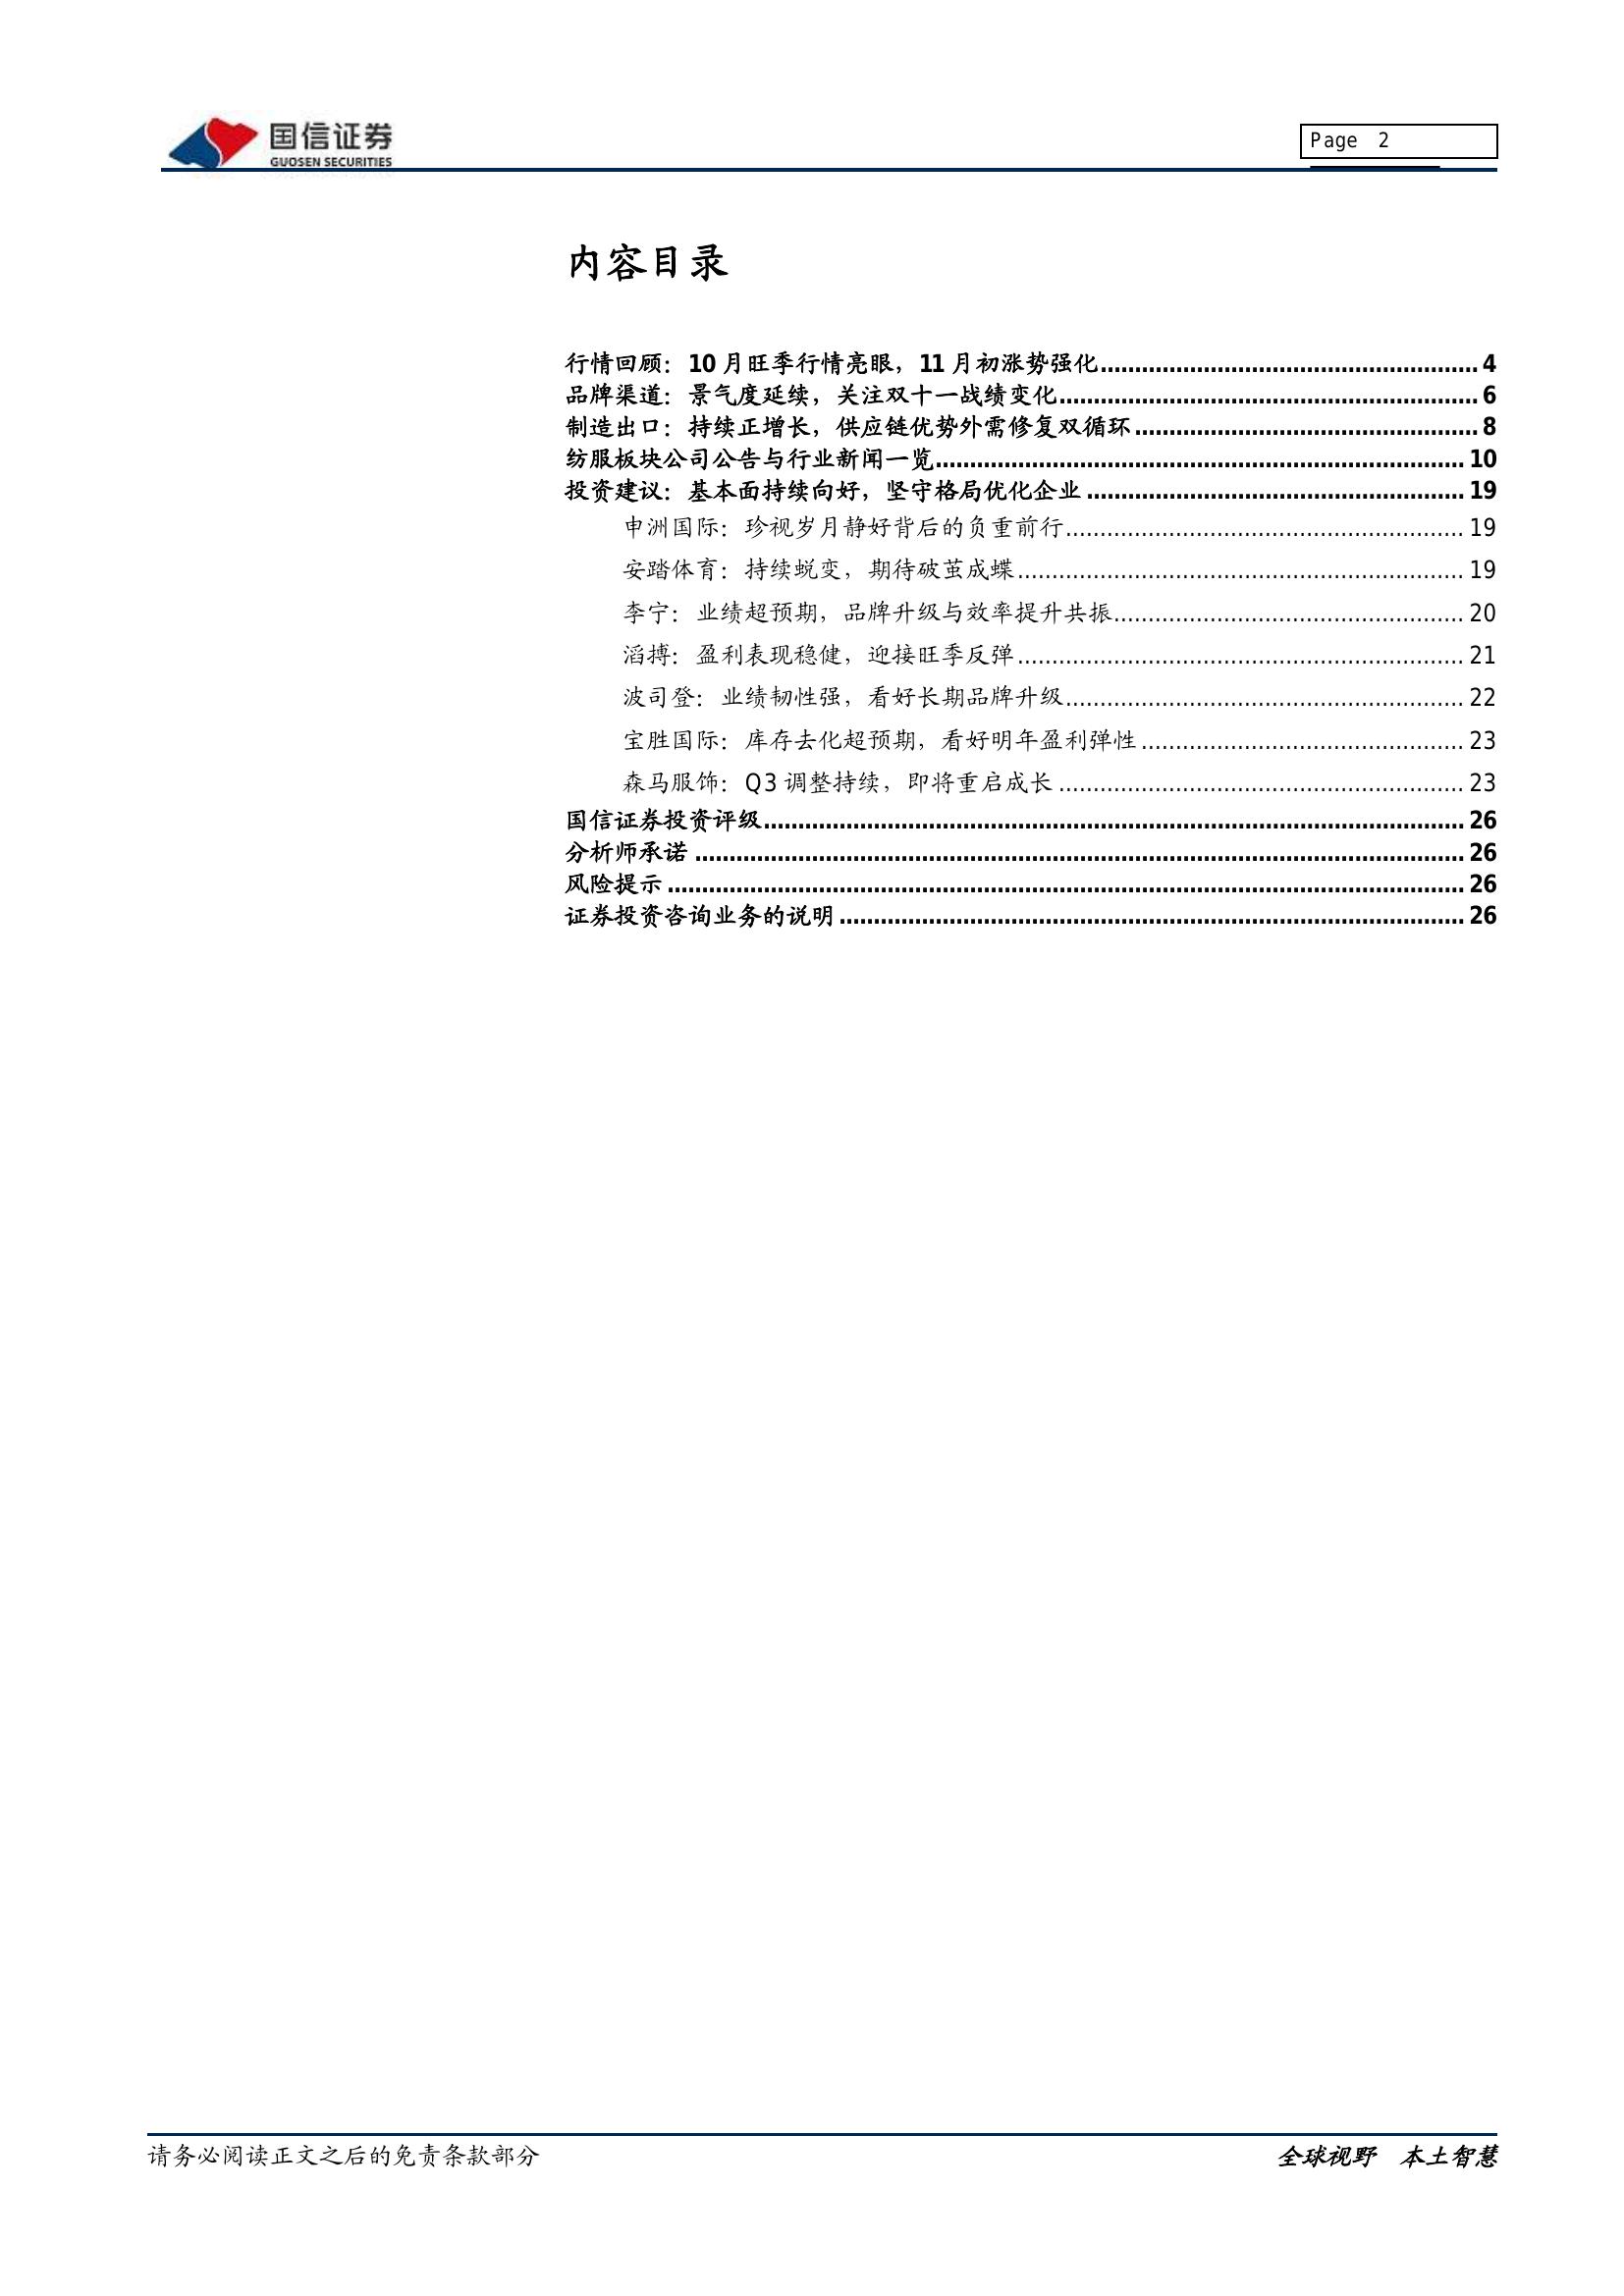 国信证券
GUOSEN SECURITIES
Page 2
内容目录
行情回顾：10 月旺季行情亮眼，11 月初涨势强化 4
品牌渠道：景气度延续，关注双十一战绩变化 6
制造出口：持续正增长，供应链优势外需修复双循环 8
纺服板块公司公告与行业新闻一览 10
投资建议：基本面持续向好，坚守格局优化企业 19
申洲国际：珍视岁月静好背后的负重前行 19
安踏体育：持续蜕变，期待破茧成蝶 19
李宁：业绩超预期，品牌升级与效率提升共振 20
滔搏：盈利表现稳健，迎接旺季反弹 21
波司登：业绩韧性强，看好长期品牌升级 22
宝胜国际：库存去化超预期，看好明年盈利弹性 23
森马服饰：Q3 调整持续，即将重启成长 23
国信证券投资评级 26
分析师承诺 26
风险提示 26
证券投资咨询业务的说明 26
请务必阅读正文之后的免责条款部分
全球视野 本土智慧